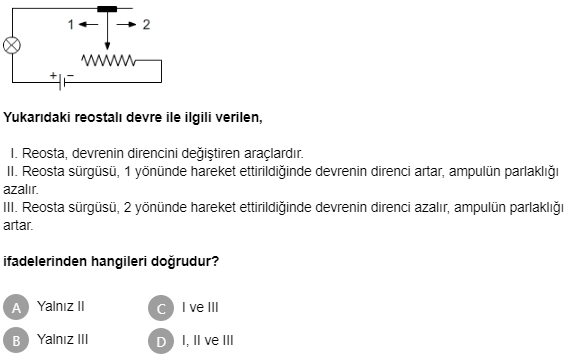 1 2
+ −
Yukarıdaki reostalı devre ile ilgili verilen,
I. Reosta, devrenin direncini değiştiren araçlardır.
II. Reosta sürgüsü, 1 yönünde hareket ettirildiğinde devrenin direnci artar, ampulün parlaklığı
azalır.
III. Reosta sürgüsü, 2 yönünde hareket ettirildiğinde devrenin direnci azalır, ampulün parlaklığı
artar.
ifadelerinden hangileri doğrudur?
A Yalnız II
C I ve III
B Yalnız III
D I, II ve III